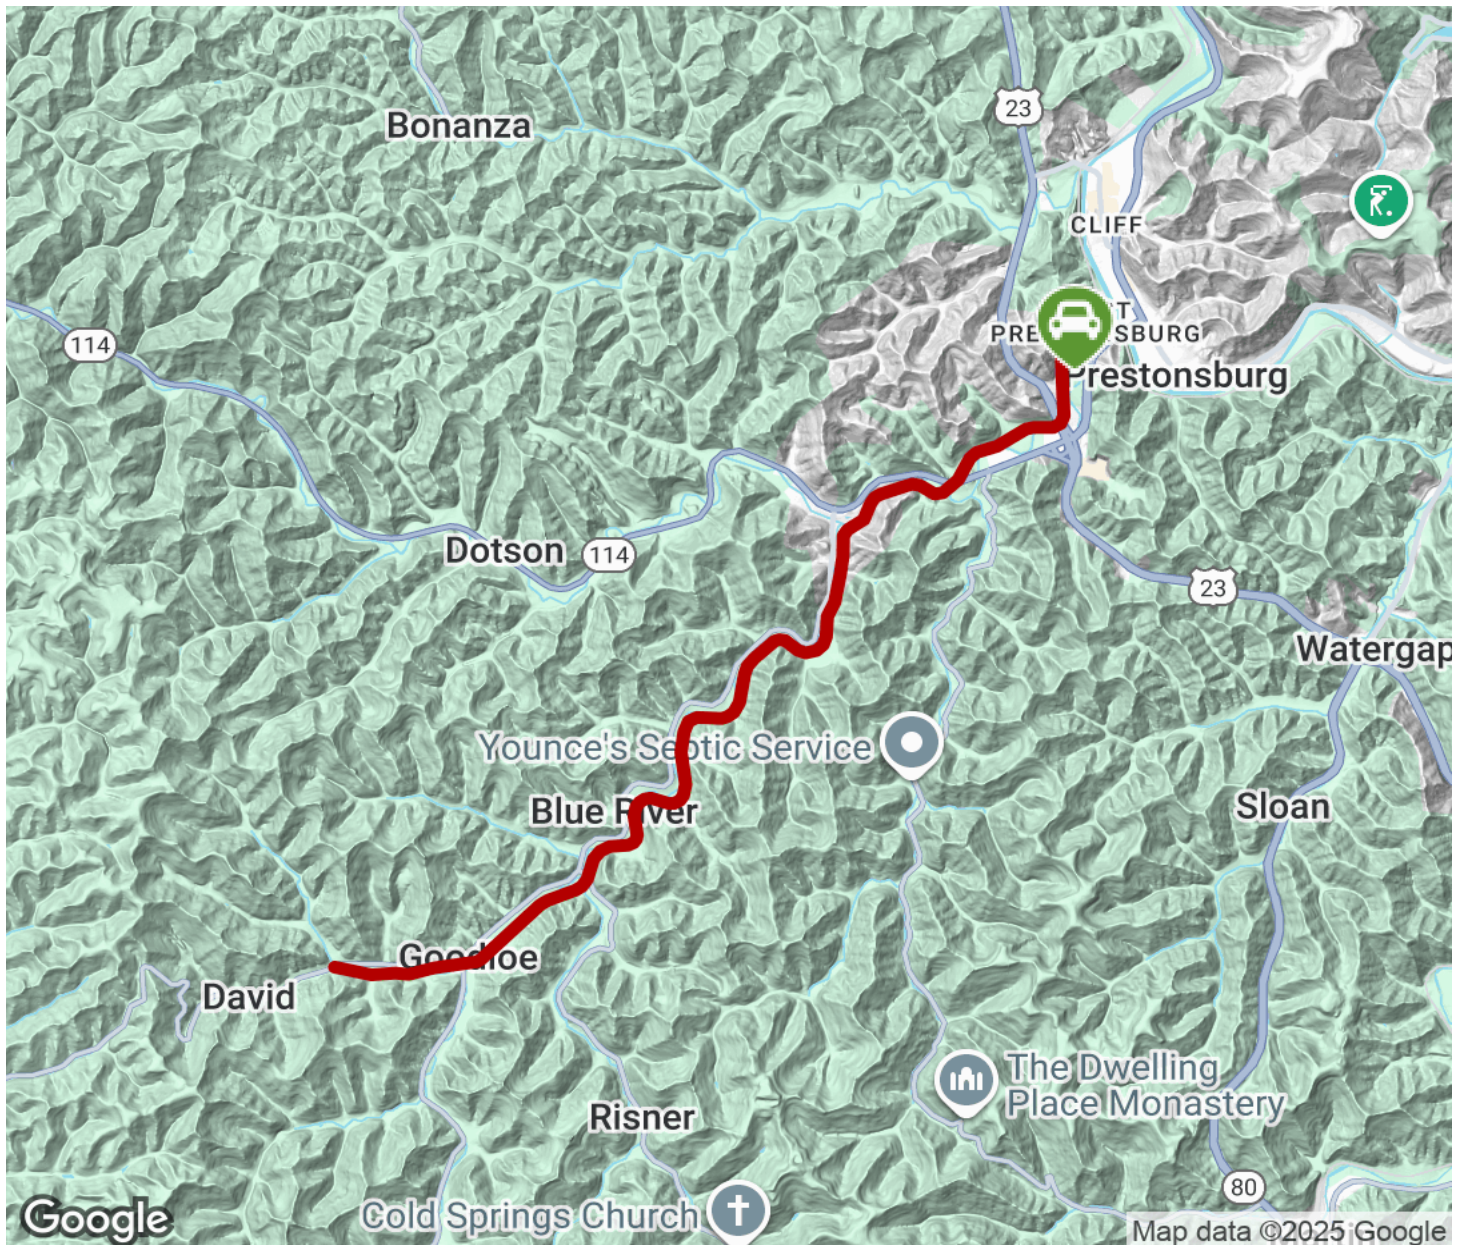 23
Bonanza
CLIFF
114
PRE
T
SBURG
Prestonsburg
Dotson
114
23
Watergap
Younce's Septic Service
Blue River
Sloan
Goodloe
David
The Dwelling
Place Monastery
Risner
80
Cold Springs Church
Google
Map data ©2025 Google